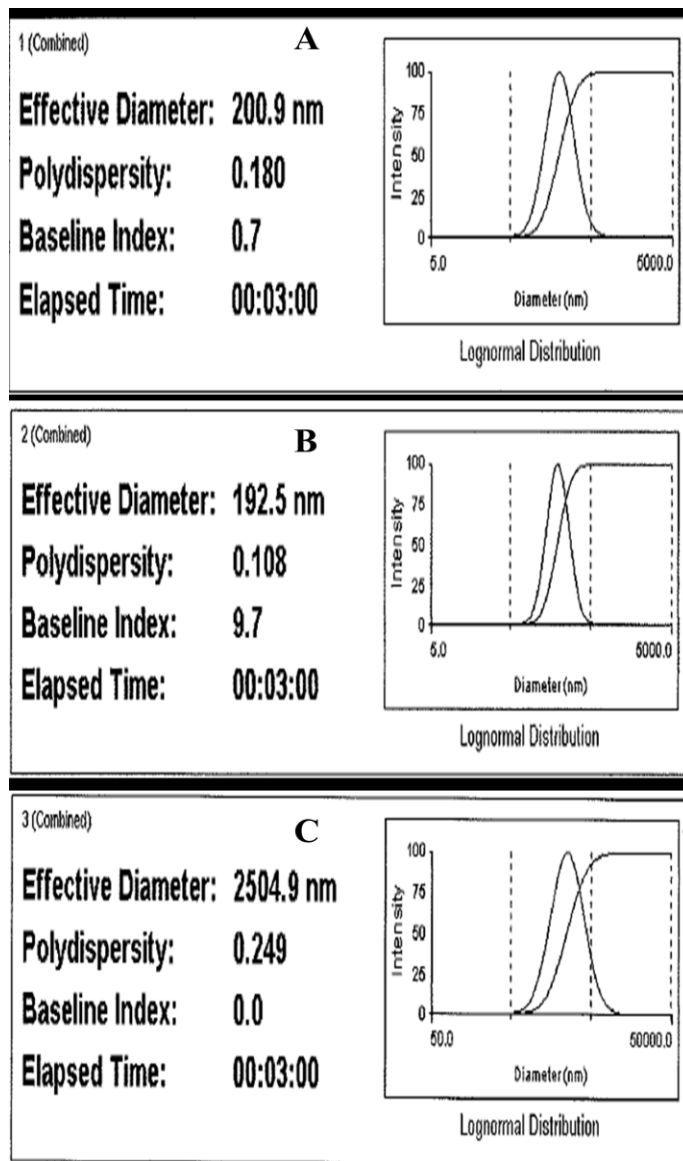 1 (Combined)
A
Effective Diameter: 200.9 nm
Polydispersity: 0.180
Baseline Index: 0.7
Elapsed Time: 00:03:00
Intensity
100
75
50
25
0
5.0 5000.0
Diameter (nm)
Lognormal Distribution
2 (Combined)
B
Effective Diameter: 192.5 nm
Polydispersity: 0.108
Baseline Index: 9.7
Elapsed Time: 00:03:00
Intensity
100
75
50
25
0
5.0 5000.0
Diameter (nm)
Lognormal Distribution
3 (Combined)
C
Effective Diameter: 2504.9 nm
Polydispersity: 0.249
Baseline Index: 0.0
Elapsed Time: 00:03:00
Intensity
100
75
50
25
0
50.0 50000.0
Diameter (nm)
Lognormal Distribution